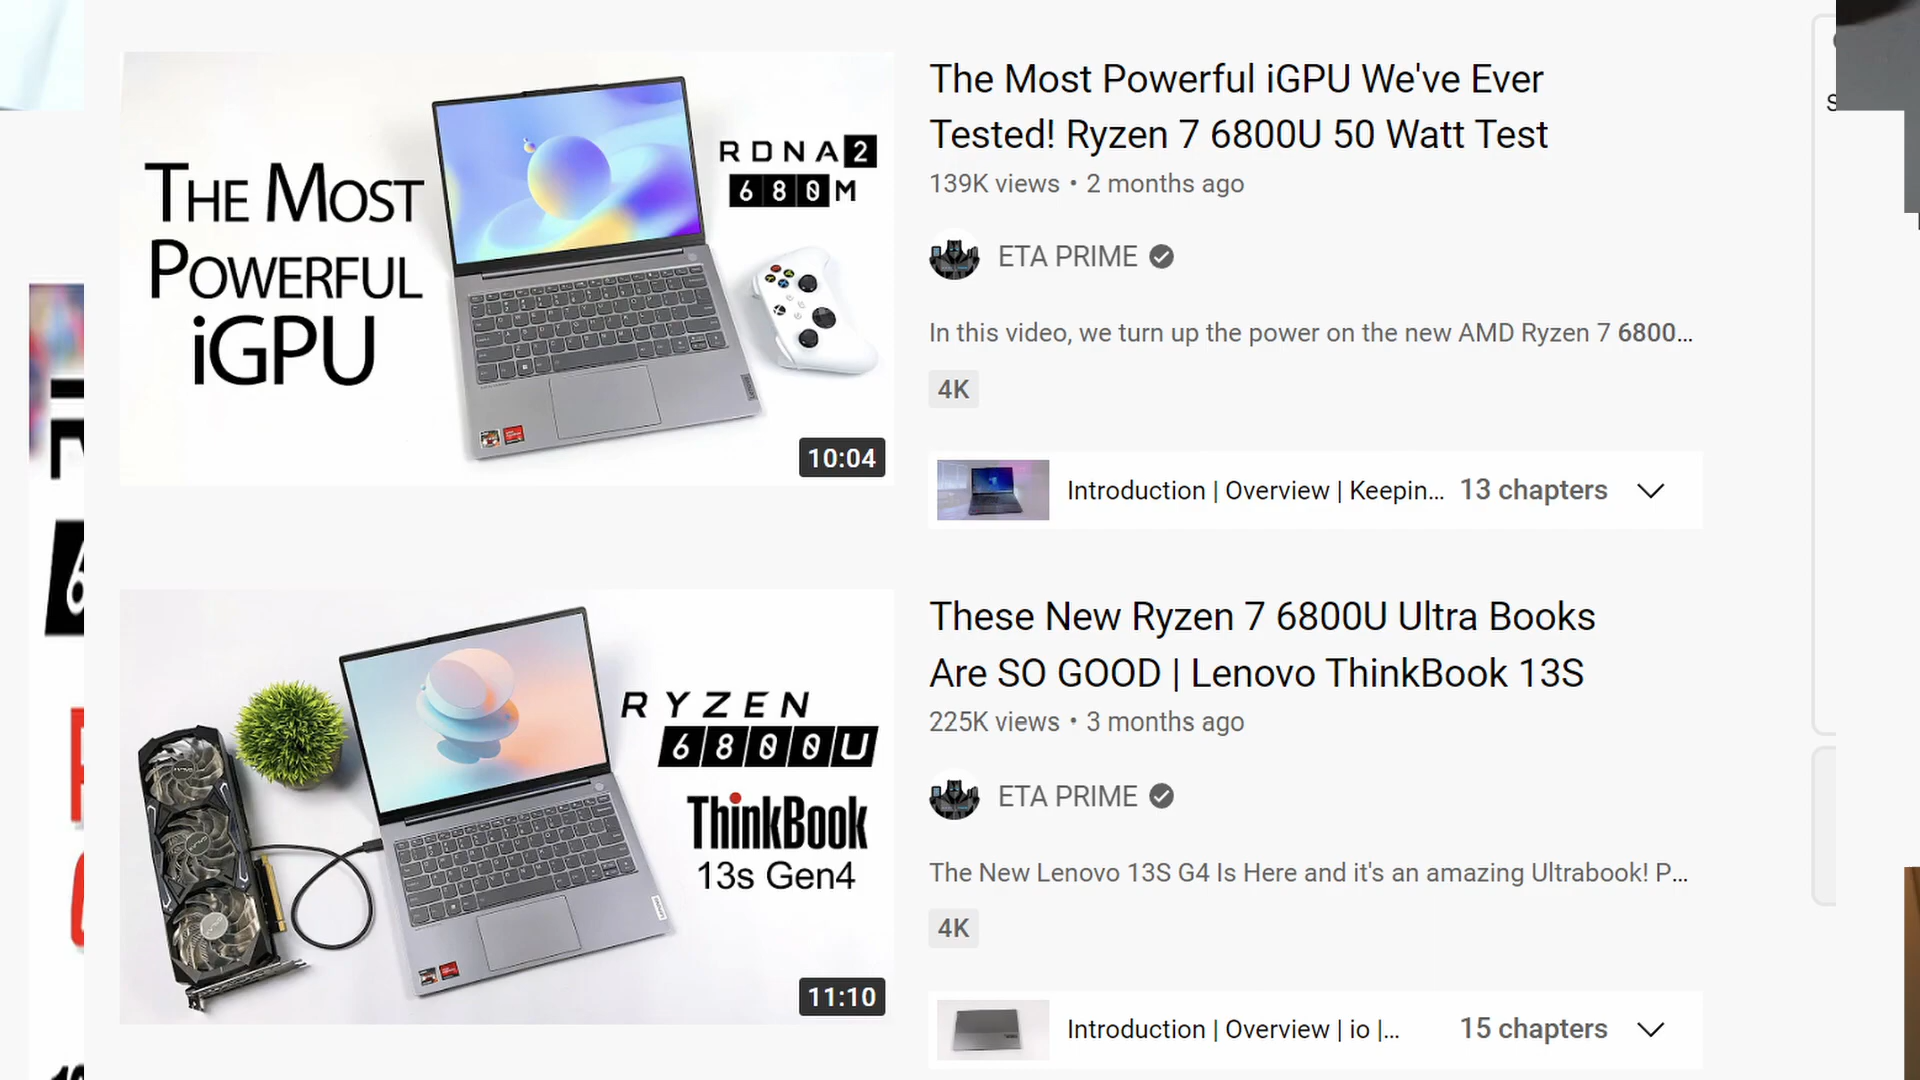 THE MOST
POWERFUL
iGPU
RDNA 2
680M
10:04
The Most Powerful iGPU We've Ever
Tested! Ryzen 7 6800U 50 Watt Test
139K views • 2 months ago
ETA PRIME
In this video, we turn up the power on the new AMD Ryzen 7 6800...
4K
Introduction | Overview | Keepin...
13 chapters
RYZEN
6800U
ThinkBook
13s Gen4
11:10
These New Ryzen 7 6800U Ultra Books
Are SO GOOD | Lenovo ThinkBook 13S
225K views • 3 months ago
ETA PRIME
The New Lenovo 13S G4 Is Here and it's an amazing Ultrabook! P...
4K
Introduction | Overview | io |...
15 chapters